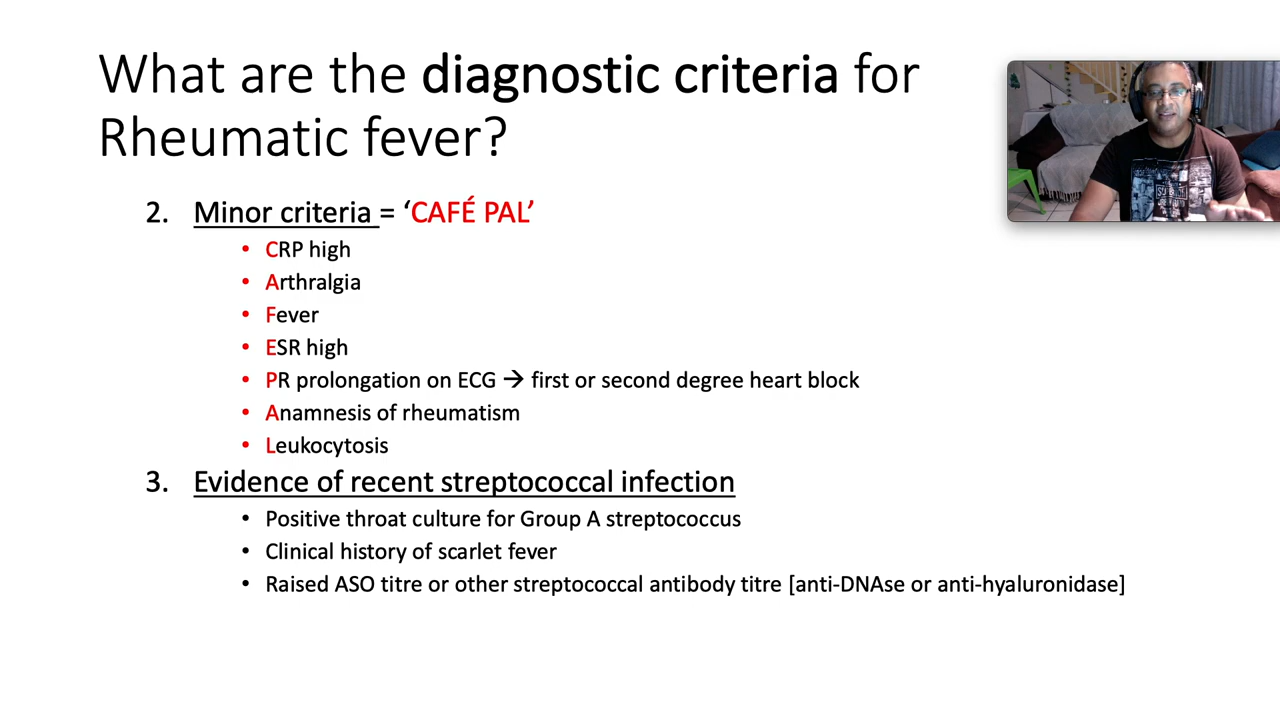 What are the diagnostic criteria for
Rheumatic fever?
2. Minor criteria = ‘CAFÉ PAL’
• CRP high
• Arthralgia
• Fever
• ESR high
• PR prolongation on ECG → first or second degree heart block
• Anamnesis of rheumatism
• Leukocytosis
3. Evidence of recent streptococcal infection
• Positive throat culture for Group A streptococcus
• Clinical history of scarlet fever
• Raised ASO titre or other streptococcal antibody titre [anti-DNAse or anti-hyaluronidase]